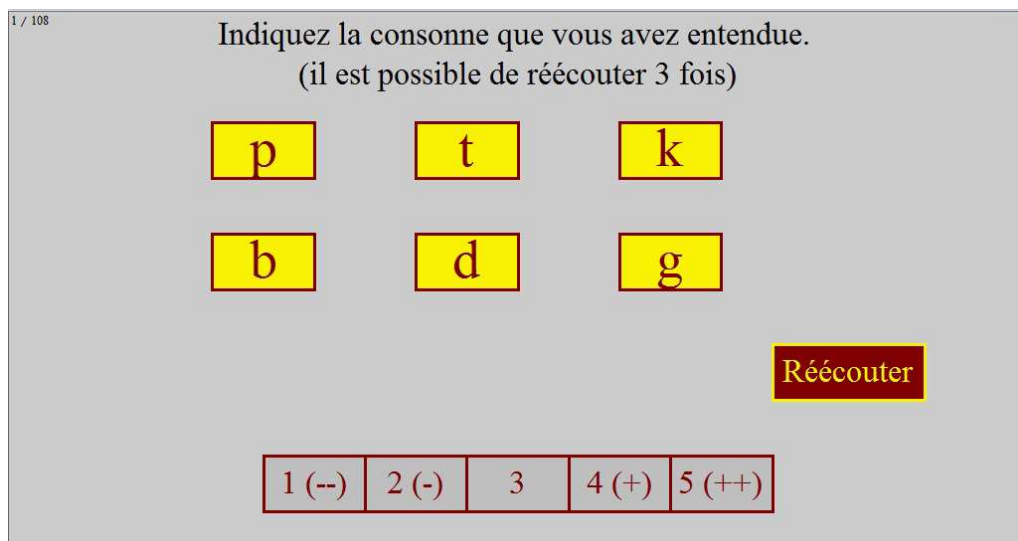 1 / 108
Indiquez la consonne que vous avez entendue.
(il est possible de réécouter 3 fois)
p t k
b d g
Réécouter
1 (--) 2 (-) 3 4 (+) 5 (++)